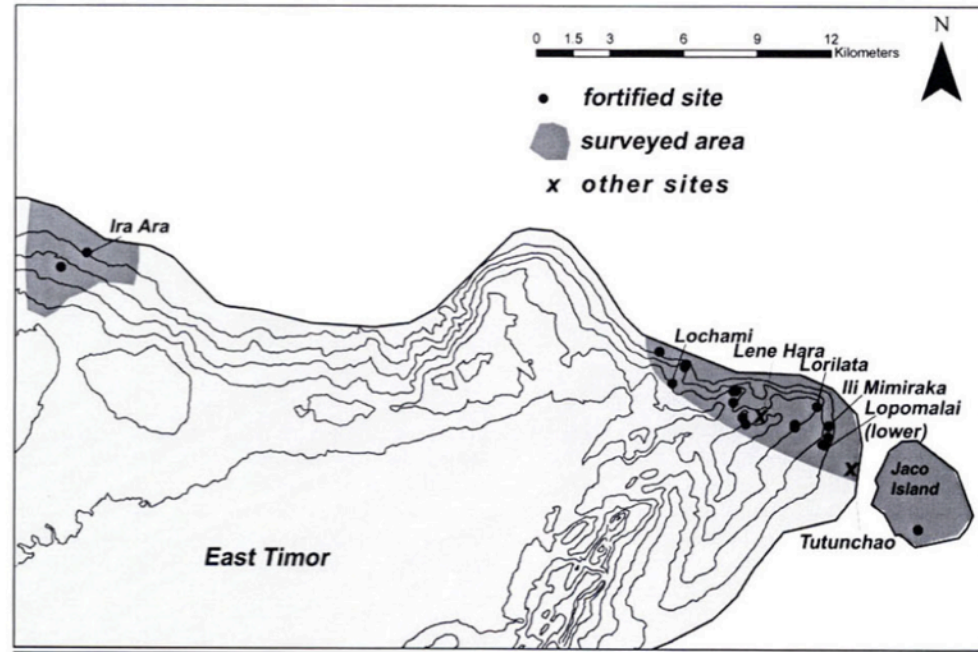 N
0 1.5 3 6 9 12
Kilometers
fortified site
surveyed area
x other sites
Ira Ara
Lochami
Lene Hara
Lorilata
Ili Mimiraka
Lopomalai
(lower)
Jaco
Island
Tutunchao
East Timor